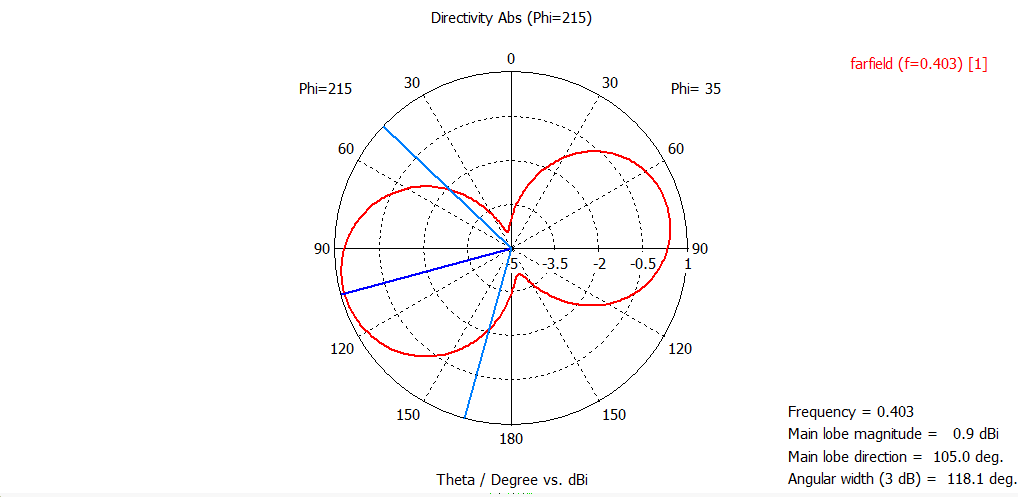 Directivity Abs (Phi=215)
farfield (f=0.403) [1]
Phi=215
30
0
30
Phi= 35
60
60
90
-5
-3.5
-2
-0.5
1
90
120
120
150
180
150
Frequency = 0.403
Main lobe magnitude = 0.9 dBi
Main lobe direction = 105.0 deg.
Angular width (3 dB) = 118.1 deg.
Theta / Degree vs. dBi